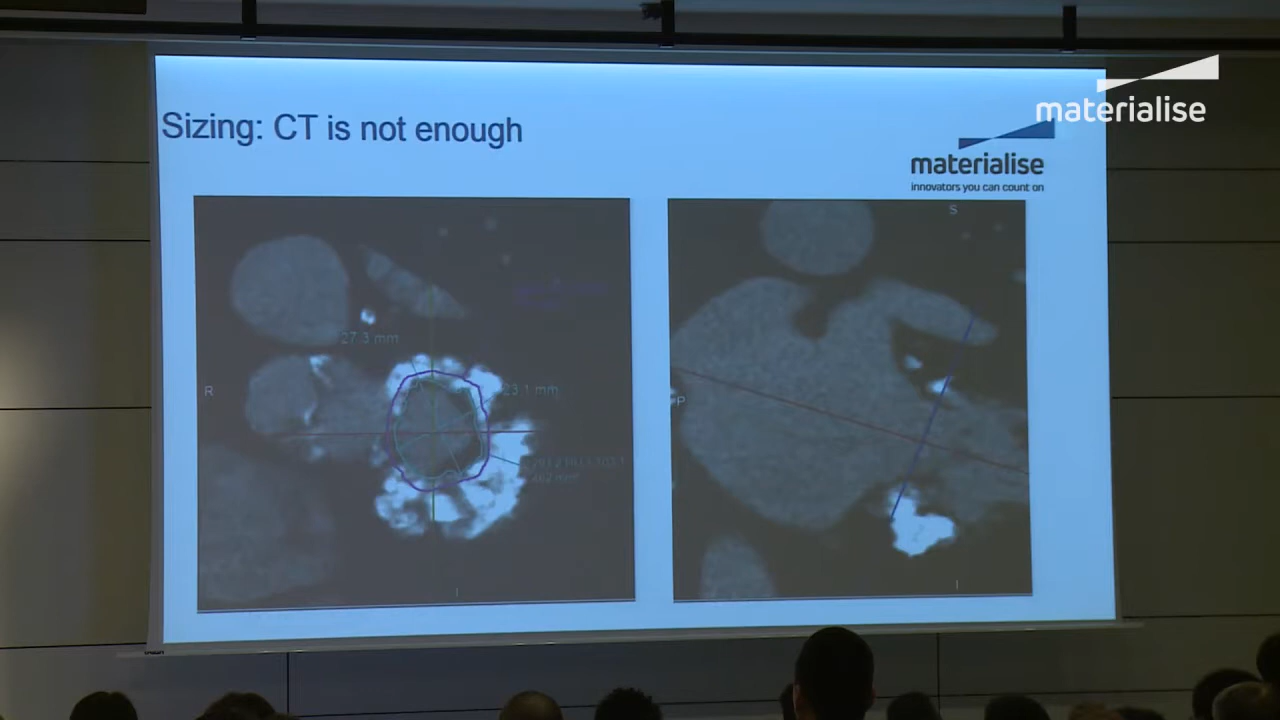 materialise
Sizing: CT is not enough
materialise
innovators you can count on
S
27.3 mm
R
23.1 mm
P
I
I